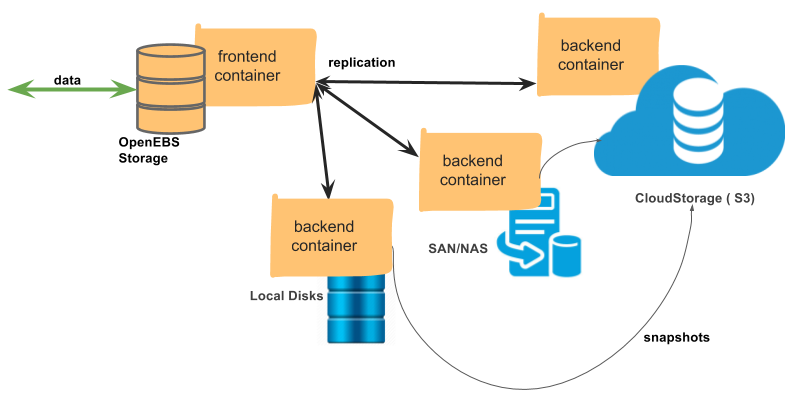 data
OpenEBS
Storage
frontend
container
replication
backend
container
backend
container
backend
container
CloudStorage ( S3)
SAN/NAS
Local Disks
snapshots